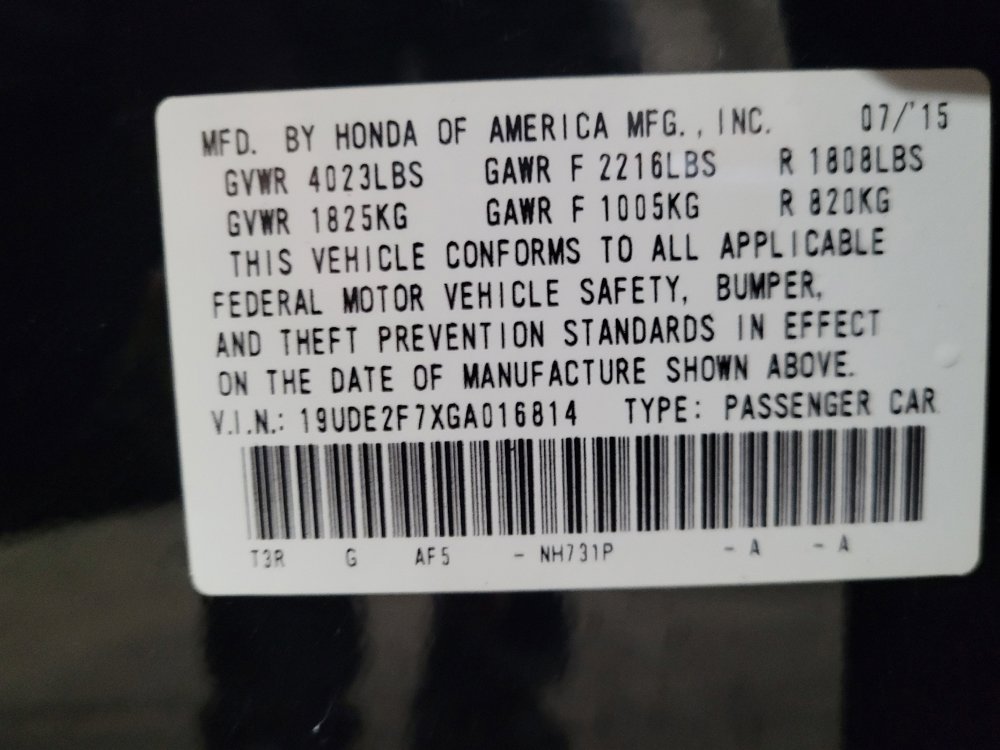 MFD. BY HONDA OF AMERICA MFG., INC. 07/'15
GVWR 4023LBS GAWR F 2216LBS R 1808LBS
GVWR 1825KG GAWR F 1005KG R 820KG
THIS VEHICLE CONFORMS TO ALL APPLICABLE
FEDERAL MOTOR VEHICLE SAFETY, BUMPER,
AND THEFT PREVENTION STANDARDS IN EFFECT
ON THE DATE OF MANUFACTURE SHOWN ABOVE.
V.I.N.: 19UDE2F7XGA016814 TYPE: PASSENGER CAR
T3R G AF5 - NH731P - A - A